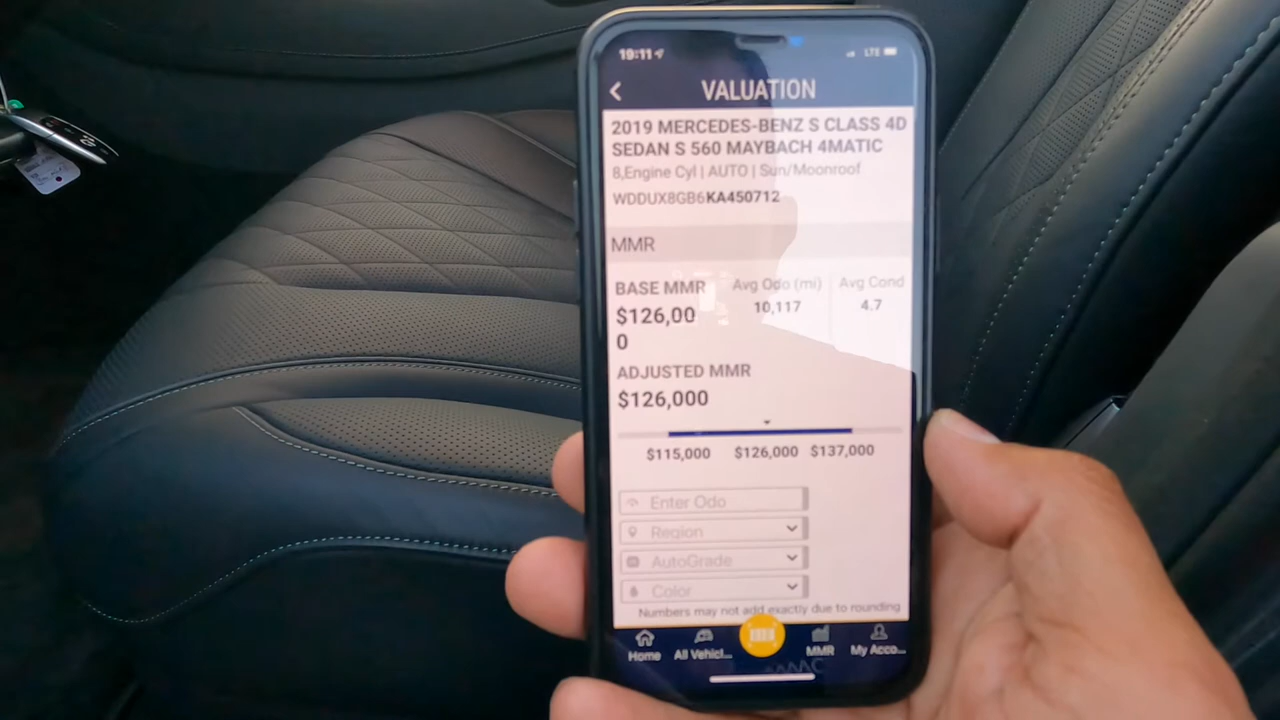 19:11
LTE
VALUATION
2019 MERCEDES-BENZ S CLASS 4D
SEDAN S 560 MAYBACH 4MATIC
8,Engine Cyl | AUTO | Sun/Moonroof
WDDUX8GB6KA450712
MMR
BASE MMR Avg Odo (mi) Avg Cond
$126,00 10,117 4.7
0
ADJUSTED MMR
$126,000
$115,000 $126,000 $137,000
Enter Odo
Region
AutoGrade
Color
Numbers may not add exactly due to rounding
Home All Vehicl... MMR My Acco...